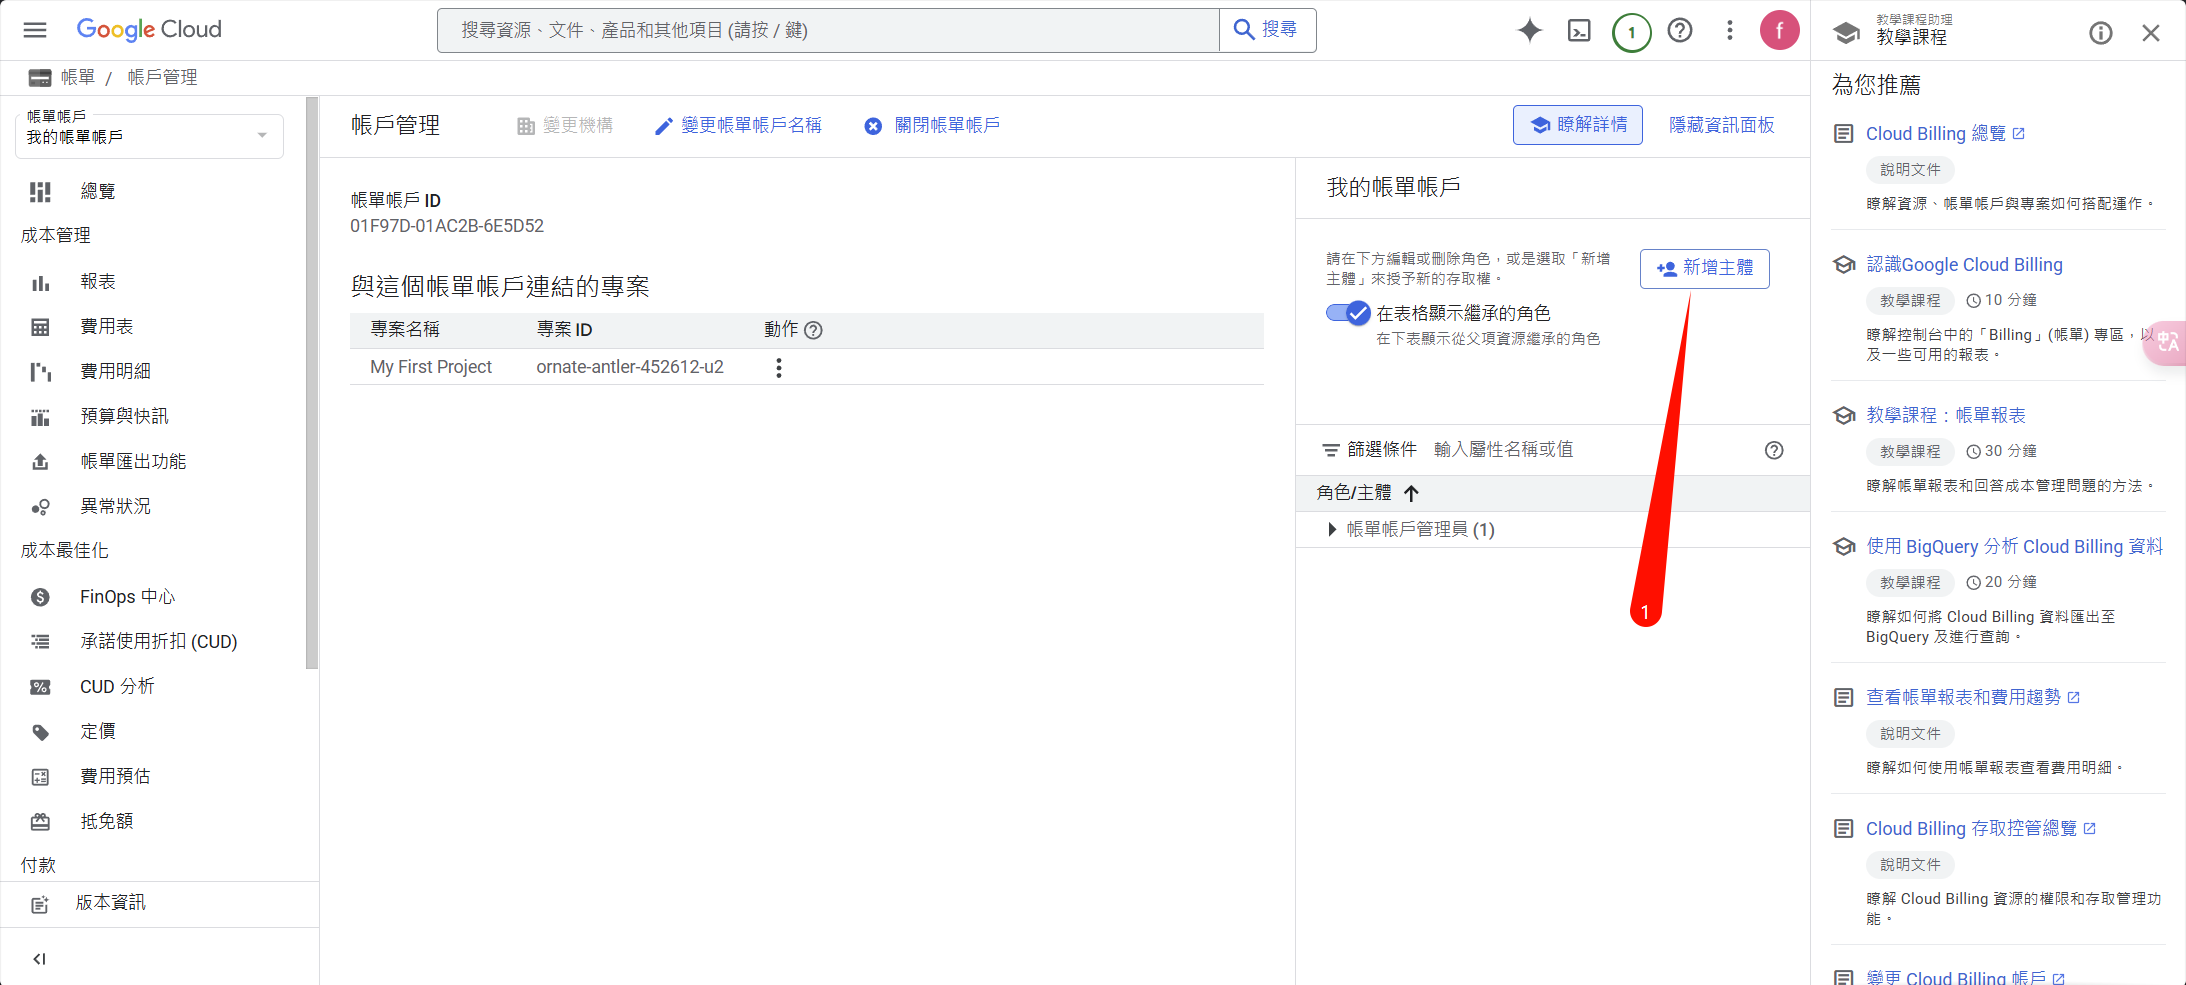 Google Cloud
搜尋資源、文件、產品和其他項目 (請按 / 鍵)
搜尋
1
f
帳單 / 帳戶管理
帳單帳戶
我的帳單帳戶
總覽
成本管理
報表
費用表
費用明細
預算與快訊
帳單匯出功能
異常狀況
成本最佳化
FinOps 中心
承諾使用折扣 (CUD)
CUD 分析
定價
費用預估
抵免額
付款
版本資訊
帳戶管理
變更機構
變更帳單帳戶名稱
關閉帳單帳戶
瞭解詳情
隱藏資訊面板
帳單帳戶 ID
01F97D-01AC2B-6E5D52
與這個帳單帳戶連結的專案
專案名稱 專案 ID 動作
My First Project ornate-antler-452612-u2
我的帳單帳戶
請在下方編輯或刪除角色，或是選取「新增
主體」來授予新的存取權。
新增主體
在表格顯示繼承的角色
在下表顯示從父項資源繼承的角色
篩選條件 輸入屬性名稱或值
角色/主體
帳單帳戶管理員 (1)
1
教學課程助理
教學課程
為您推薦
Cloud Billing 總覽
說明文件
瞭解資源、帳單帳戶與專案如何搭配運作。
認識Google Cloud Billing
教學課程 10 分鐘
瞭解控制台中的「Billing」(帳單) 專區，以
及一些可用的報表。
教學課程：帳單報表
教學課程 30 分鐘
瞭解帳單報表和回答成本管理問題的方法。
使用 BigQuery 分析 Cloud Billing 資料
教學課程 20 分鐘
瞭解如何將 Cloud Billing 資料匯出至
BigQuery 及進行查詢。
查看帳單報表和費用趨勢
說明文件
瞭解如何使用帳單報表查看費用明細。
Cloud Billing 存取控管總覽
說明文件
瞭解 Cloud Billing 資源的權限和存取管理功
能。
變更 Cloud Billing 帳戶
中 A